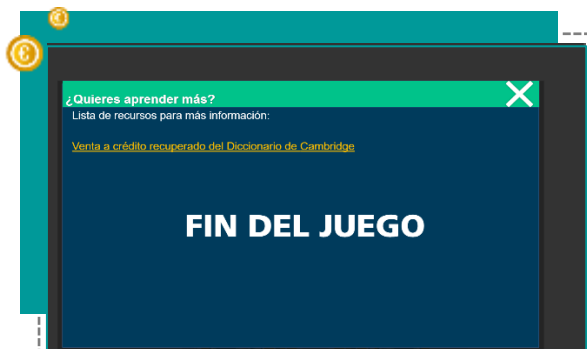 ¿Quieres aprender más?
Lista de recursos para más información:
Venta a crédito recuperado del Diccionario de Cambridge
FIN DEL JUEGO